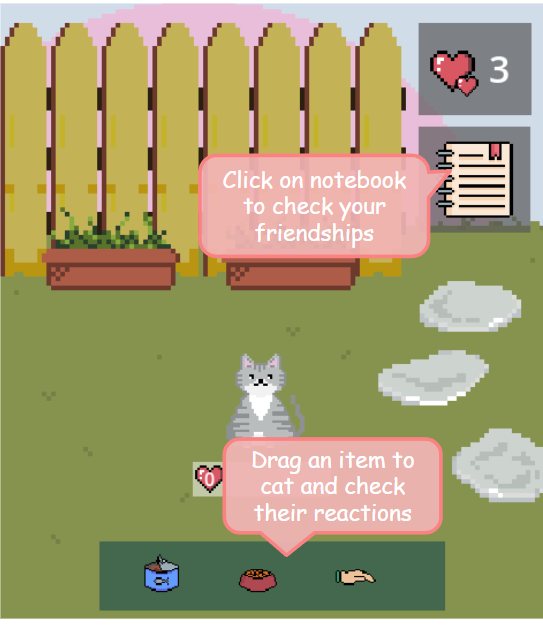 3
Click on notebook
to check your
friendships
0
Drag an item to
cat and check
their reactions